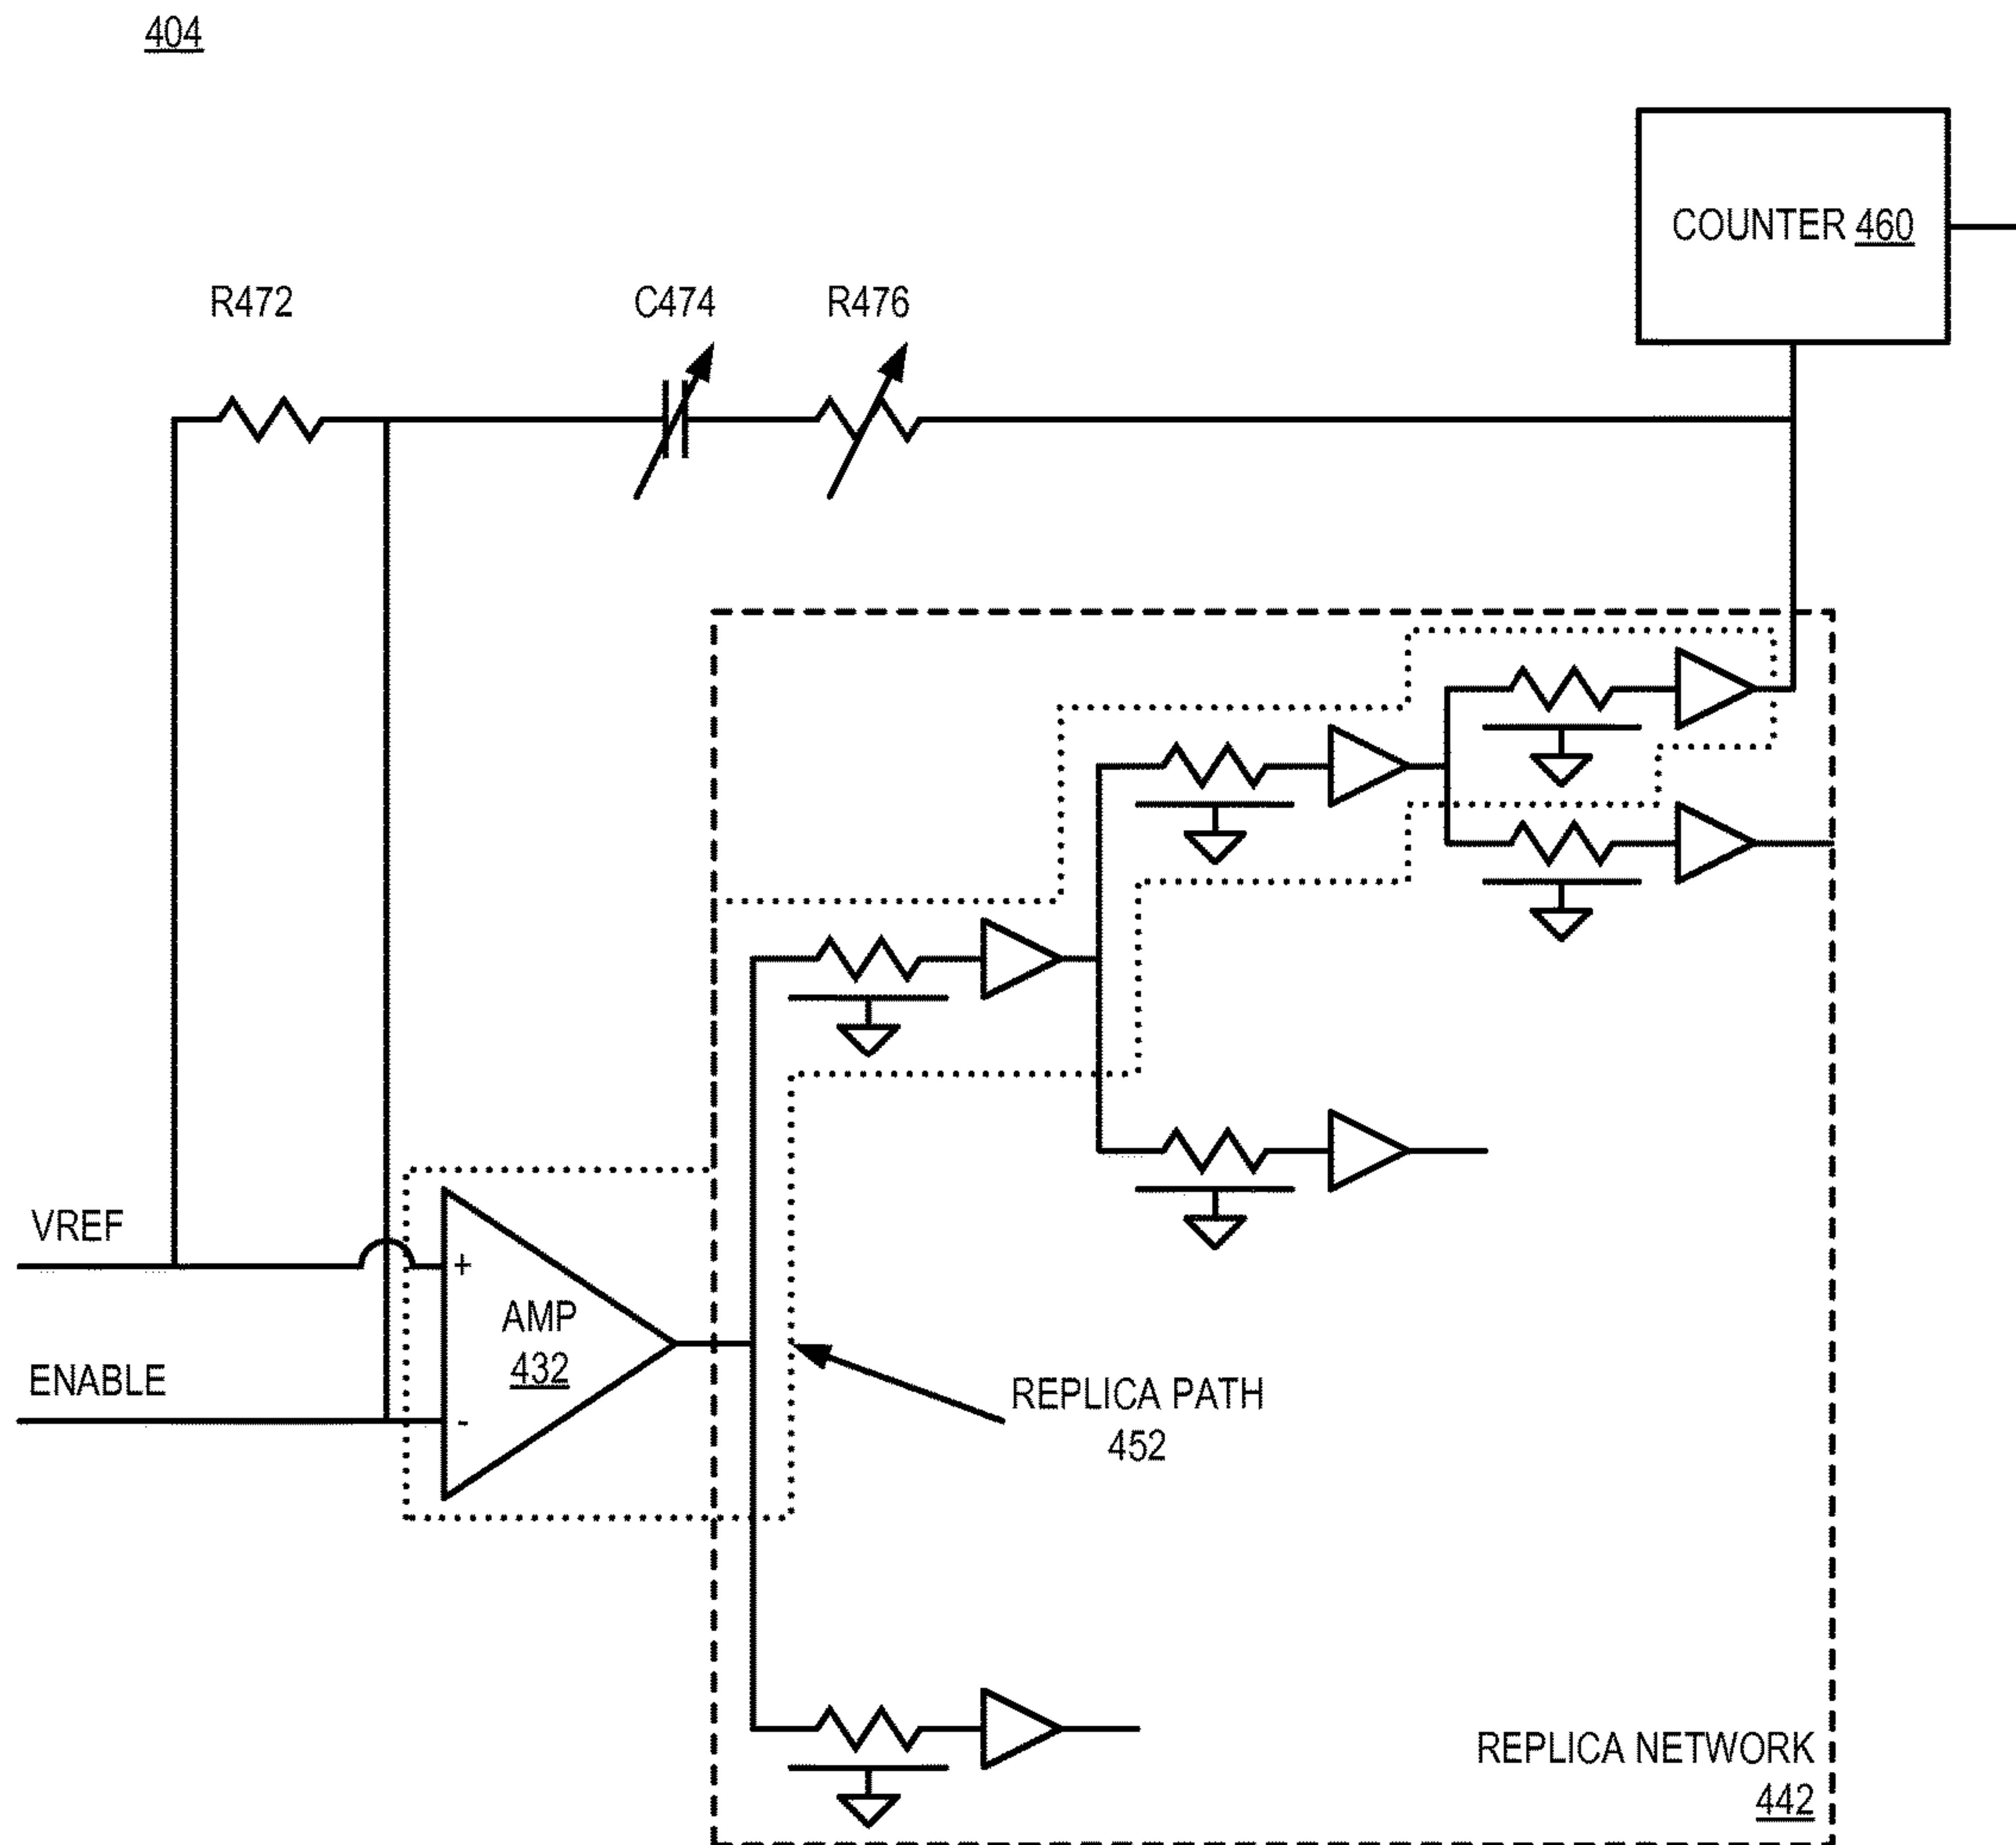 404
COUNTER 460
R472
C474
R476
VREF
+
AMP
432
ENABLE
-
REPLICA PATH
452
REPLICA NETWORK
442